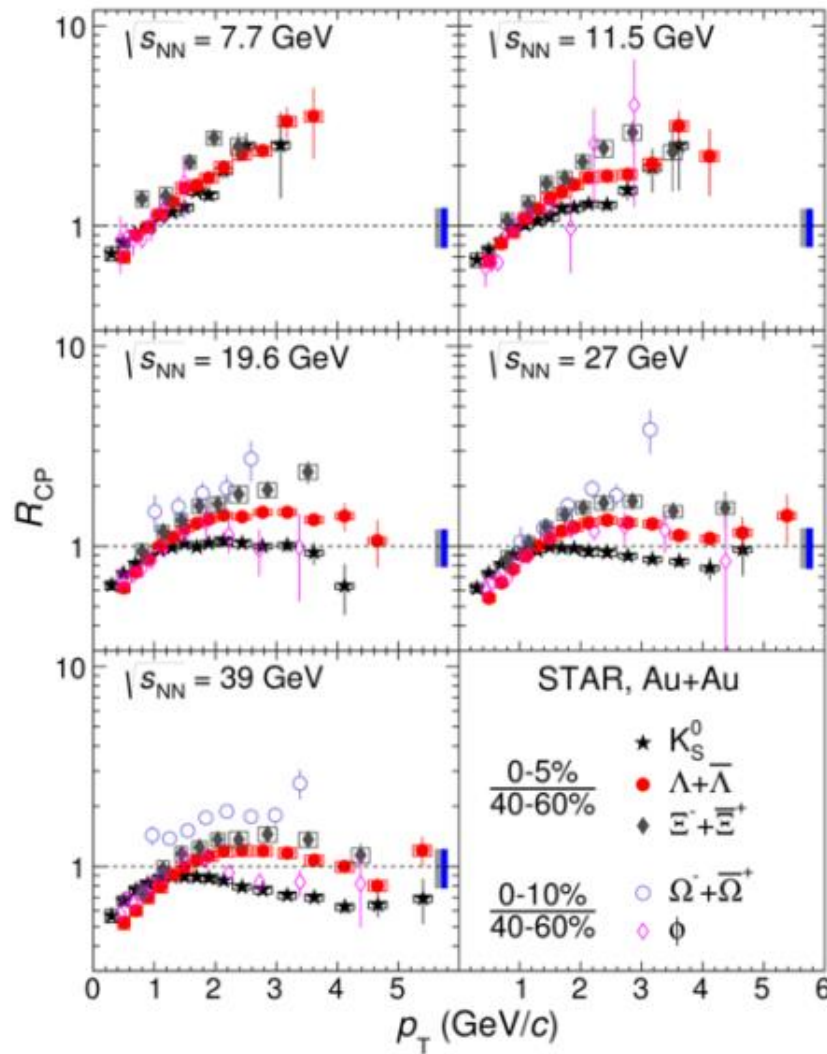 √sNN = 7.7 GeV
√sNN = 11.5 GeV
10
1
√sNN = 19.6 GeV
√sNN = 27 GeV
10
1
RCP
√sNN = 39 GeV
STAR, Au+Au
10
1
0-5%
40-60%
K0S
Λ+Λ̅
Ξ-+Ξ̅+
0-10%
40-60%
Ω-+Ω̅+
ϕ
0 1 2 3 4 5
1 2 3 4 5 6
pT (GeV/c)